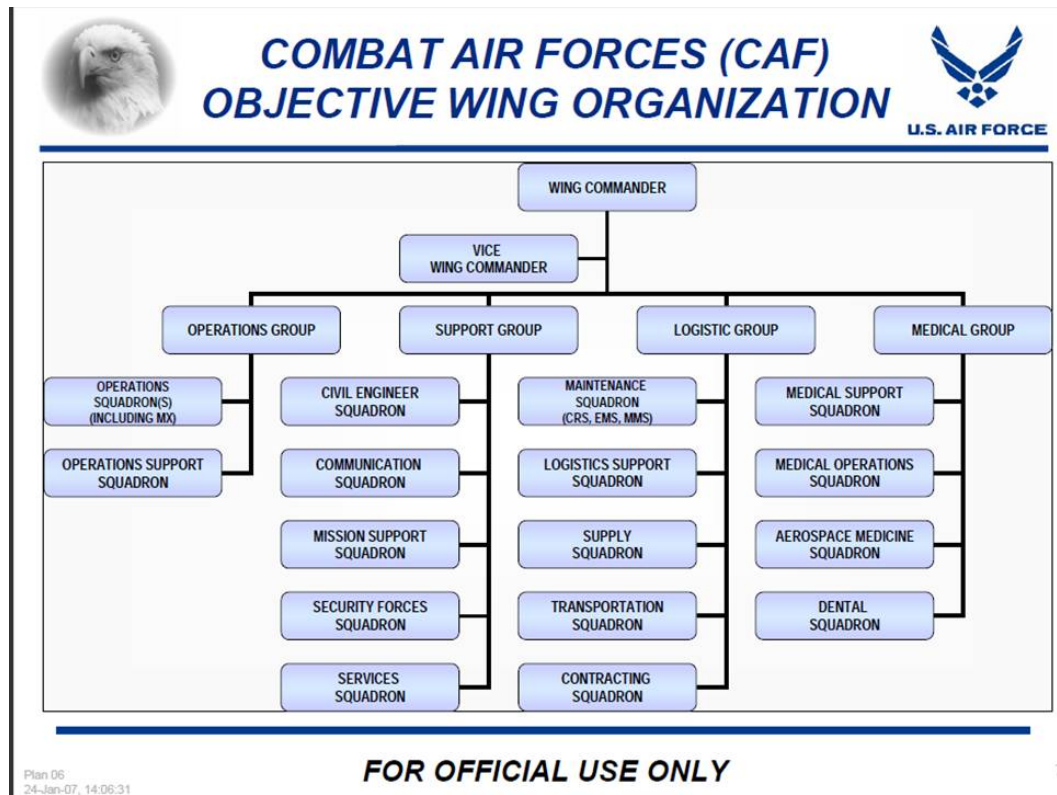 COMBAT AIR FORCES (CAF)
OBJECTIVE WING ORGANIZATION
U.S. AIR FORCE
WING COMMANDER
VICE
WING COMMANDER
OPERATIONS GROUP
SUPPORT GROUP
LOGISTIC GROUP
MEDICAL GROUP
OPERATIONS
SQUADRON(S)
(INCLUDING MX)
CIVIL ENGINEER
SQUADRON
MAINTENANCE
SQUADRON
(CRS, EMS, MMS)
MEDICAL SUPPORT
SQUADRON
OPERATIONS SUPPORT
SQUADRON
COMMUNICATION
SQUADRON
LOGISTICS SUPPORT
SQUADRON
MEDICAL OPERATIONS
SQUADRON
MISSION SUPPORT
SQUADRON
SUPPLY
SQUADRON
AEROSPACE MEDICINE
SQUADRON
SECURITY FORCES
SQUADRON
TRANSPORTATION
SQUADRON
DENTAL
SQUADRON
SERVICES
SQUADRON
CONTRACTING
SQUADRON
FOR OFFICIAL USE ONLY
Plan 06
24-Jan-07, 14:06:31